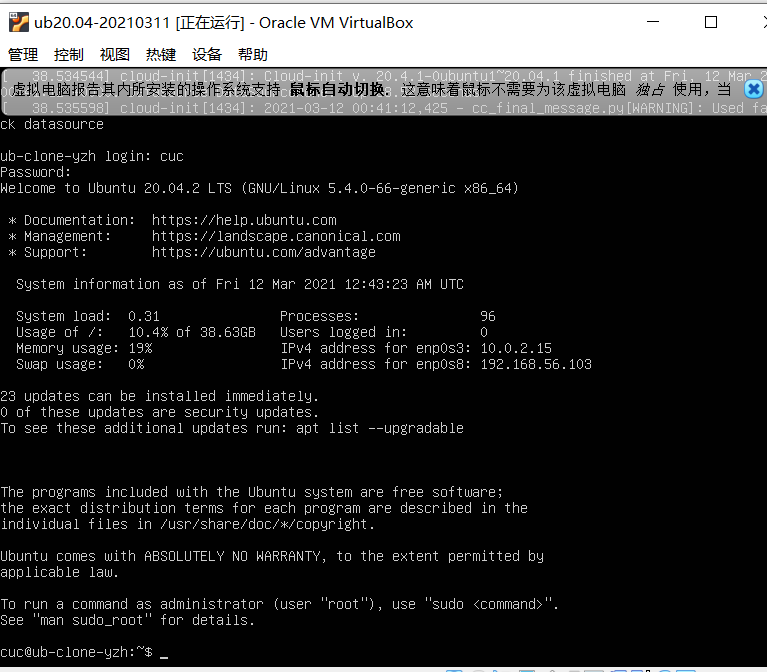 ub20.04-20210311 [正在运行] - Oracle VM VirtualBox
管理 控制 视图 热键 设备 帮助
[ 38.534544] cloud-init[1434]: Cloud-init v. 20.4.1-0ubuntu1~20.04.1 finished at Fri, 12 Mar 2
虚拟电脑报告其内所安装的操作系统支持 鼠标自动切换. 这意味着鼠标不需要为该虚拟电脑 独占 使用，当
[ 38.535598] cloud-init[1434]: 2021-03-12 00:41:12,425 - cc_final_message.py[WARNING]: Used fa
ck datasource
ub-clone-yzh login: cuc
Password:
Welcome to Ubuntu 20.04.2 LTS (GNU/Linux 5.4.0-66-generic x86_64)
* Documentation: https://help.ubuntu.com
* Management: https://landscape.canonical.com
* Support: https://ubuntu.com/advantage
System information as of Fri 12 Mar 2021 12:43:23 AM UTC
System load: 0.31 Processes: 96
Usage of /: 10.4% of 38.63GB Users logged in: 0
Memory usage: 19% IPv4 address for enp0s3: 10.0.2.15
Swap usage: 0% IPv4 address for enp0s8: 192.168.56.103
23 updates can be installed immediately.
0 of these updates are security updates.
To see these additional updates run: apt list --upgradable
The programs included with the Ubuntu system are free software;
the exact distribution terms for each program are described in the
individual files in /usr/share/doc/*/copyright.
Ubuntu comes with ABSOLUTELY NO WARRANTY, to the extent permitted by
applicable law.
To run a command as administrator (user "root"), use "sudo <command>".
See "man sudo_root" for details.
cuc@ub-clone-yzh:~$ _